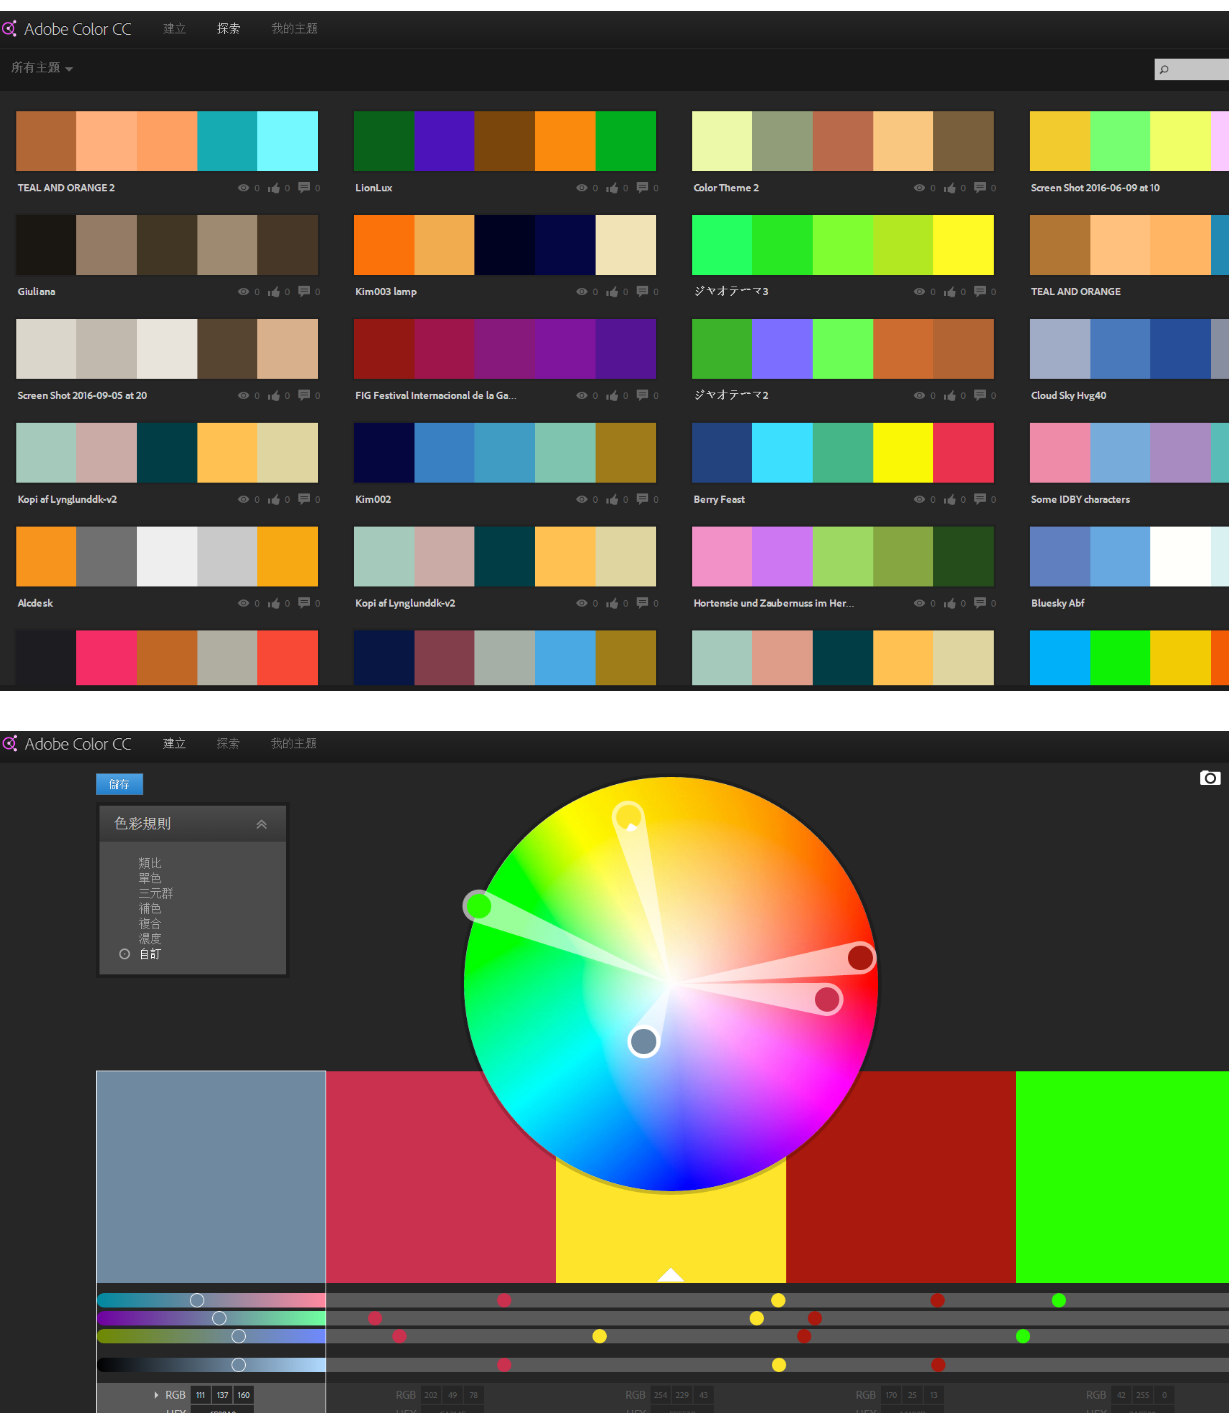 Adobe Color CC 建立 探索 我的主題
所有主題
TEAL AND ORANGE 2 0 0 0 LionLux 0 0 0 Color Theme 2 0 0 0 Screen Shot 2016-06-09 at 10
Giuliana 0 0 0 Kim003 lamp 0 0 0 ジャオテーマ3 0 0 0 TEAL AND ORANGE
Screen Shot 2016-09-05 at 20 0 0 0 FIG Festival Internacional de la Ga... 0 0 0 ジャオテーマ2 0 0 0 Cloud Sky Hvg40
Kopi af Lynglunddk-v2 0 0 0 Kim002 0 0 0 Berry Feast 0 0 0 Some IDBY characters
Alcdesk 0 0 0 Kopi af Lynglunddk-v2 0 0 0 Hortensie und Zaubernuss im Her... 0 0 0 Bluesky Abf
Adobe Color CC 建立 探索 我的主題
儲存
色彩規則
類比
單色
三元群
補色
複合
濃度
自訂
RGB 111 137 160 RGB 202 49 78 RGB 254 229 43 RGB 170 25 13 RGB 42 255 0